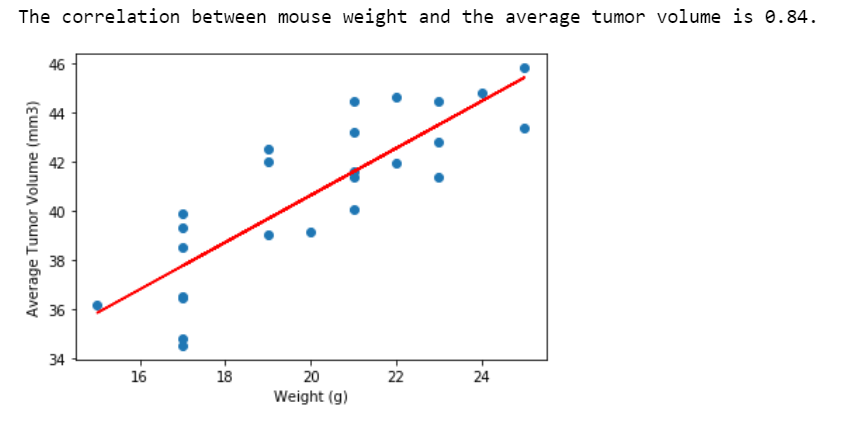 The correlation between mouse weight and the average tumor volume is 0.84.
46
44
42
40
38
36
34
Average Tumor Volume (mm3)
16 18 20 22 24
Weight (g)